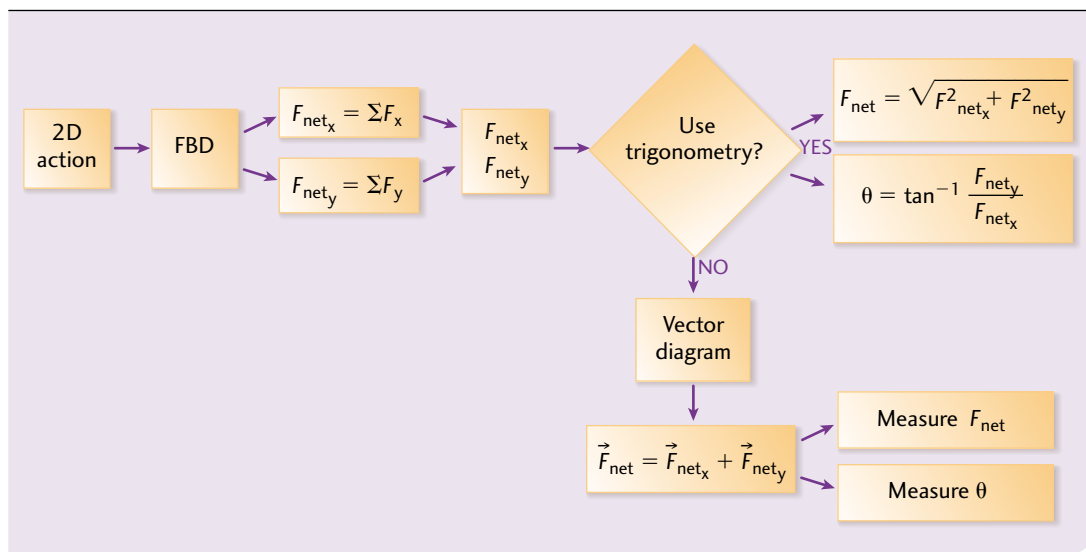 2D
action
FBD
F_net_x = ΣF_x
F_net_y = ΣF_y
F_net_x
F_net_y
Use
trigonometry?
YES
F_net = √(F²_net_x + F²_net_y)
θ = tan⁻¹ F_net_y / F_net_x
NO
Vector
diagram
F⃗_net = F⃗_net_x + F⃗_net_y
Measure F_net
Measure θ